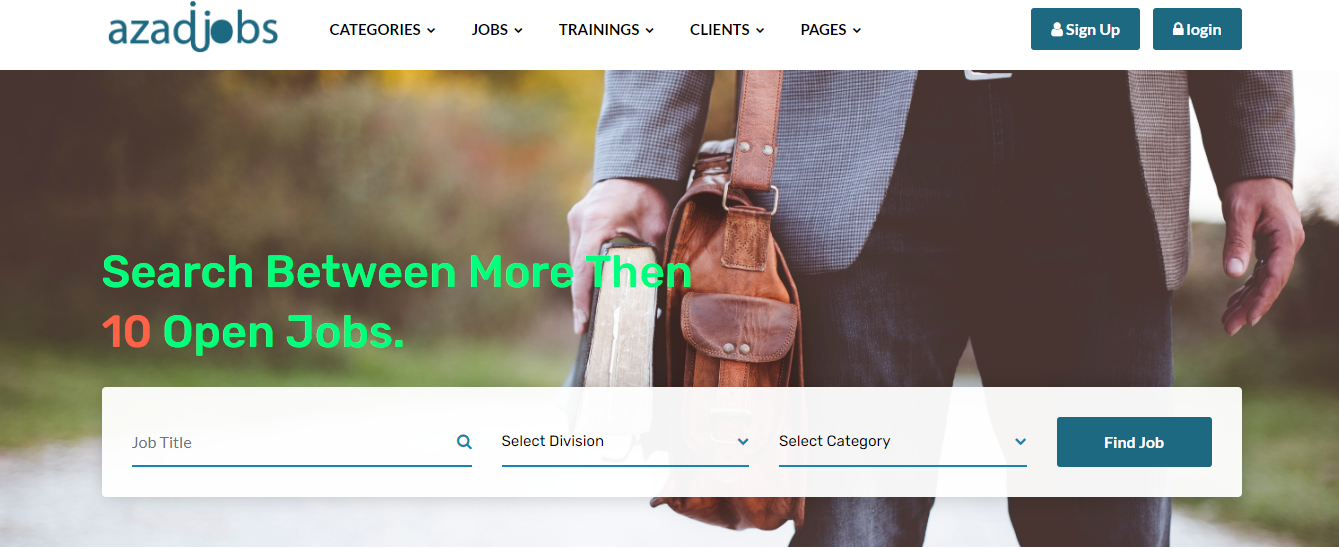 azadjobs
CATEGORIES
JOBS
TRAININGS
CLIENTS
PAGES
Sign Up
login
Search Between More Then
10 Open Jobs.
Job Title
Select Division
Select Category
Find Job